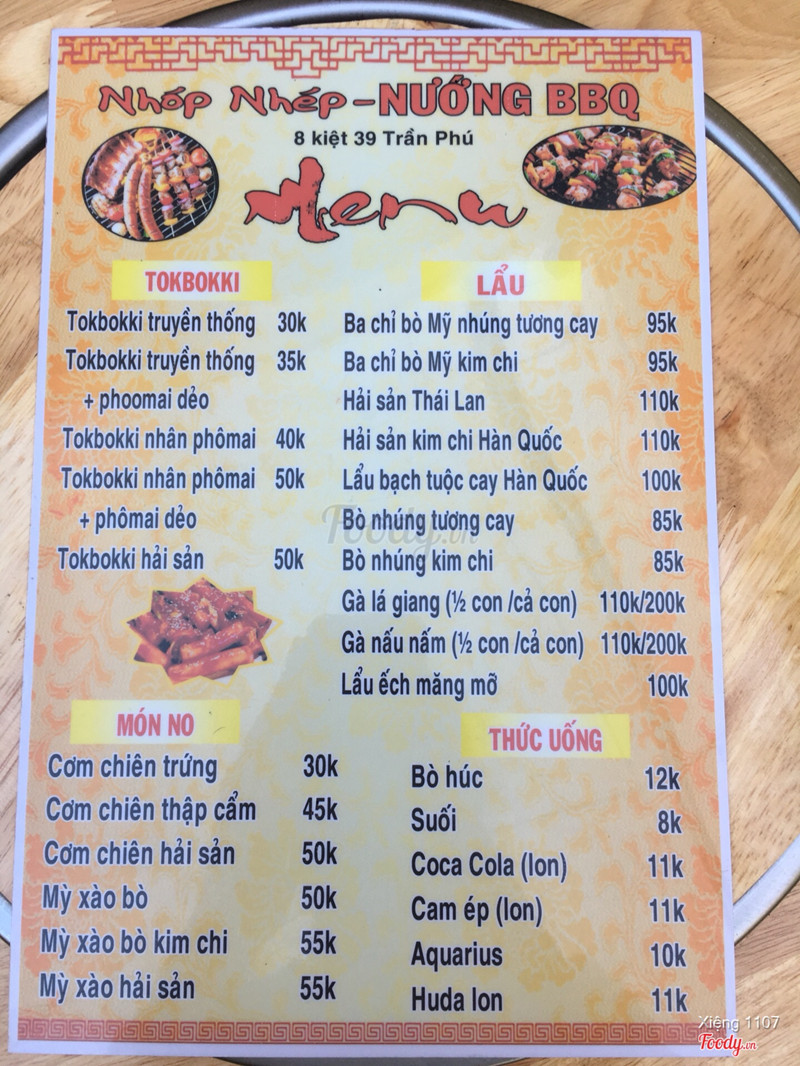 Nhóp Nhép - NƯỚNG BBQ
8 kiệt 39 Trần Phú
Menu
TOKBOKKI
Tokbokki truyền thống 30k
Tokbokki truyền thống 35k
+ phoomai dẻo
Tokbokki nhân phômai 40k
Tokbokki nhân phômai 50k
+ phômai dẻo
Tokbokki hải sản 50k
LẨU
Ba chỉ bò Mỹ nhúng tương cay 95k
Ba chỉ bò Mỹ kim chi 95k
Hải sản Thái Lan 110k
Hải sản kim chi Hàn Quốc 110k
Lẩu bạch tuộc cay Hàn Quốc 100k
Bò nhúng tương cay 85k
Bò nhúng kim chi 85k
Gà lá giang (½ con /cả con) 110k/200k
Gà nấu nấm (½ con /cả con) 110k/200k
Lẩu ếch măng mỡ 100k
MÓN NO
Cơm chiên trứng 30k
Cơm chiên thập cẩm 45k
Cơm chiên hải sản 50k
Mỳ xào bò 50k
Mỳ xào bò kim chi 55k
Mỳ xào hải sản 55k
THỨC UỐNG
Bò húc 12k
Suối 8k
Coca Cola (lon) 11k
Cam ép (lon) 11k
Aquarius 10k
Huda lon 11k
Foody.vn
Xiệng 1107
Foody.vn